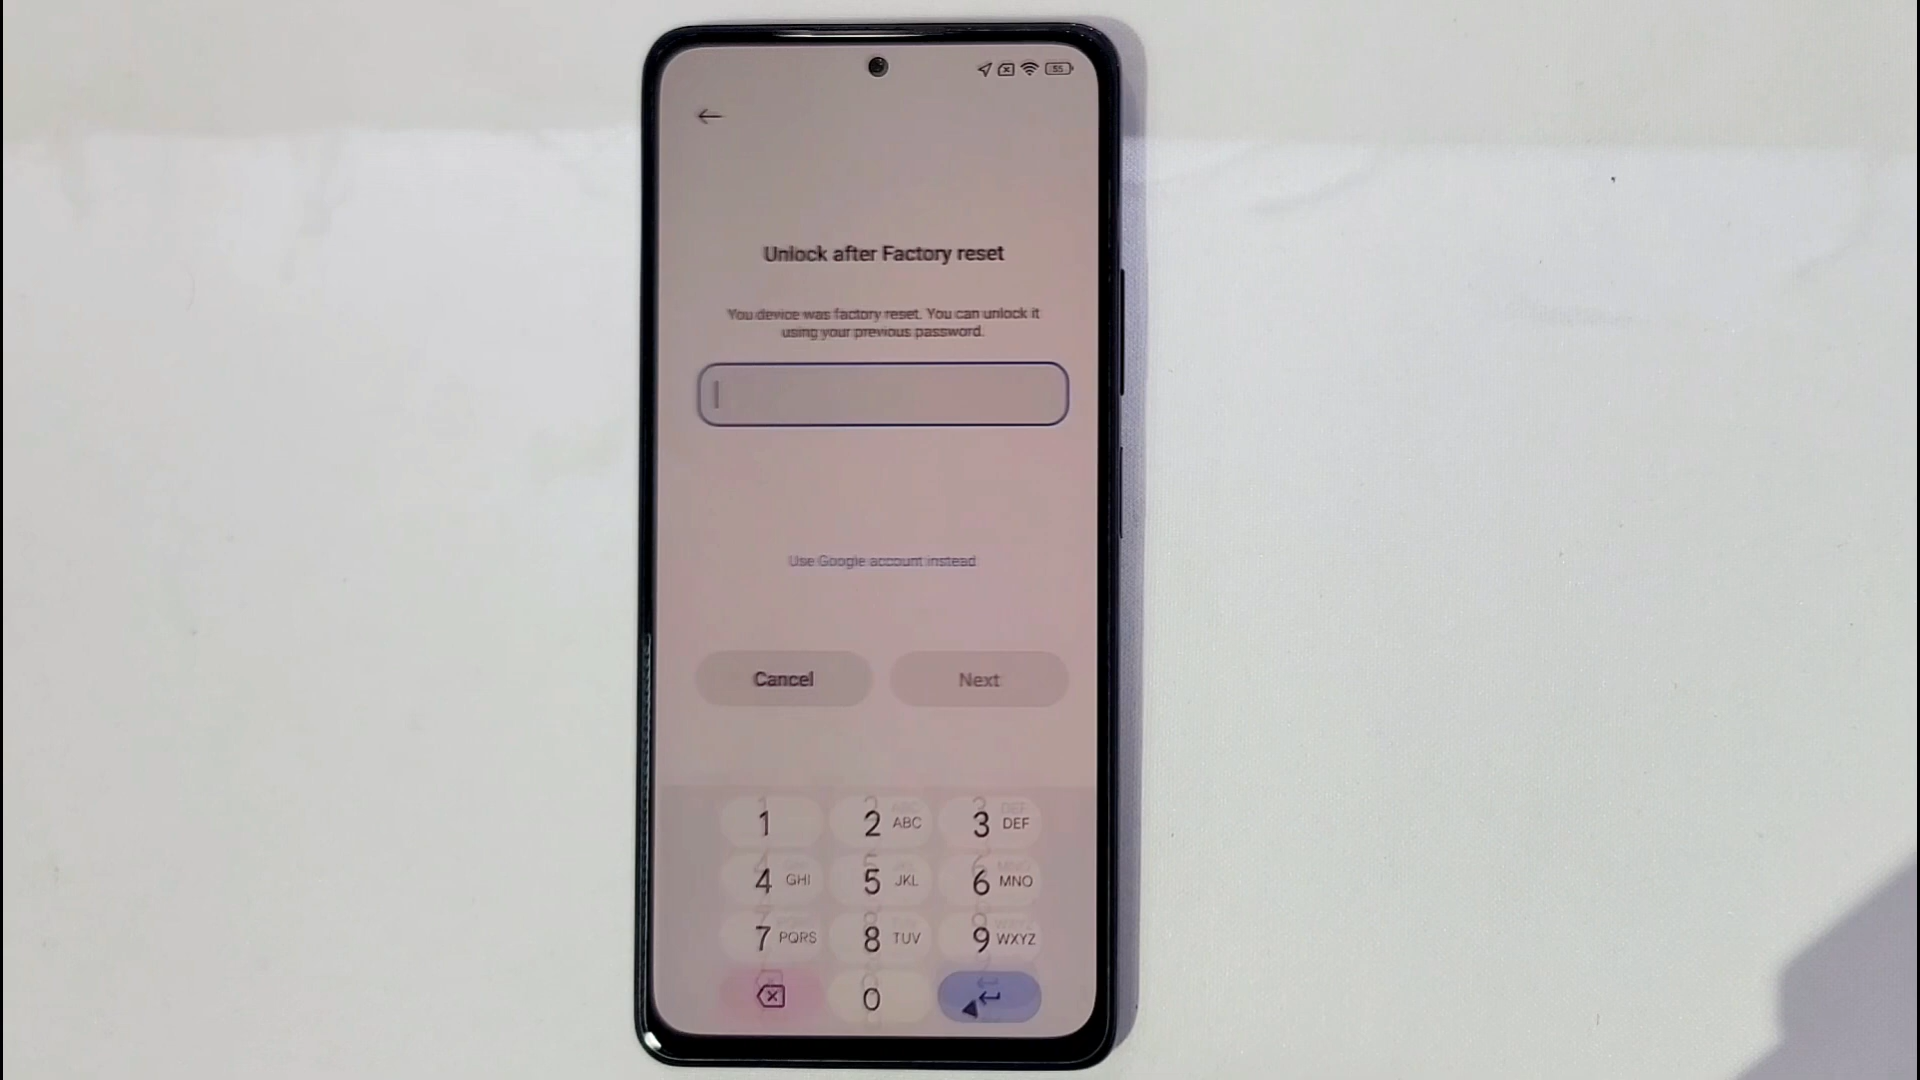 55
Unlock after Factory reset
You device was factory reset. You can unlock it
using your previous password.
Use Google account instead
Cancel Next
1 2 ABC 3 DEF
4 GHI 5 JKL 6 MNO
7 PQRS 8 TUV 9 WXYZ
0